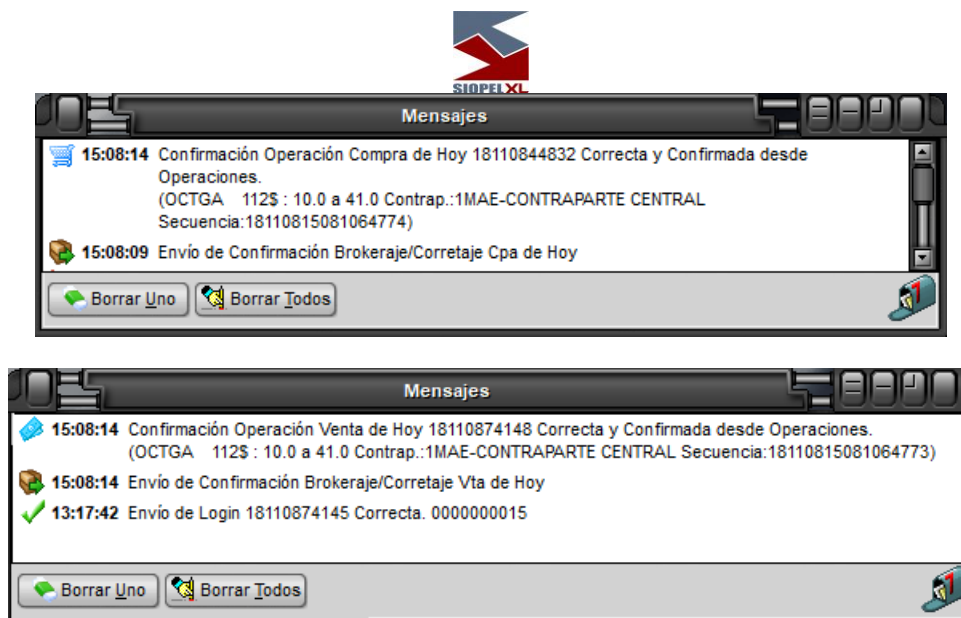 SIOPELXL
Mensajes
15:08:14 Confirmación Operación Compra de Hoy 18110844832 Correcta y Confirmada desde
Operaciones.
(OCTGA 112$ : 10.0 a 41.0 Contrap.:1MAE-CONTRAPARTE CENTRAL
Secuencia:18110815081064774)
15:08:09 Envío de Confirmación Brokeraje/Corretaje Cpa de Hoy
Borrar Uno Borrar Todos 1
Mensajes
15:08:14 Confirmación Operación Venta de Hoy 18110874148 Correcta y Confirmada desde Operaciones.
(OCTGA 112$ : 10.0 a 41.0 Contrap.:1MAE-CONTRAPARTE CENTRAL Secuencia:18110815081064773)
15:08:14 Envío de Confirmación Brokeraje/Corretaje Vta de Hoy
13:17:42 Envío de Login 18110874145 Correcta. 0000000015
Borrar Uno Borrar Todos 1